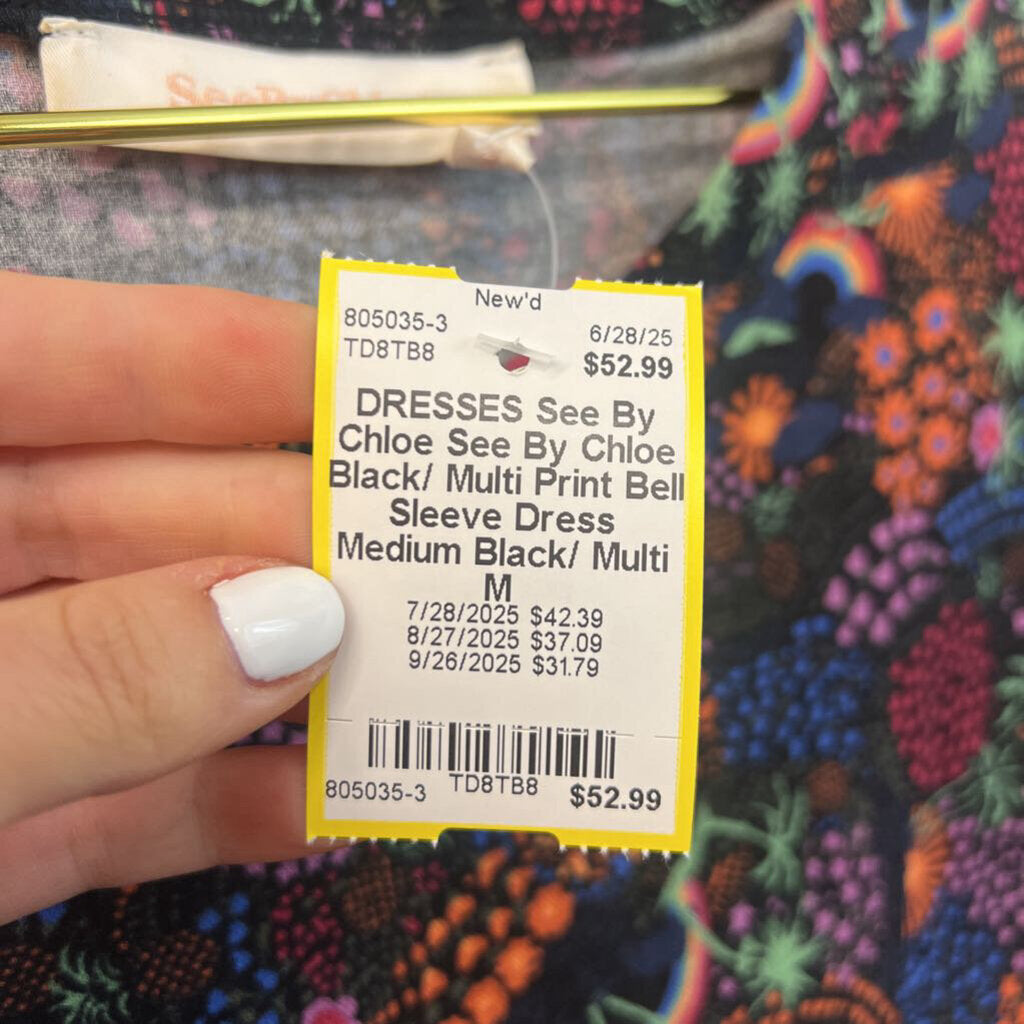 New'd
805035-3 6/28/25
TD8TB8 $52.99
DRESSES See By
Chloe See By Chloe
Black/ Multi Print Bell
Sleeve Dress
Medium Black/ Multi
M
7/28/2025 $42.39
8/27/2025 $37.09
9/26/2025 $31.79
805035-3 TD8TB8 $52.99